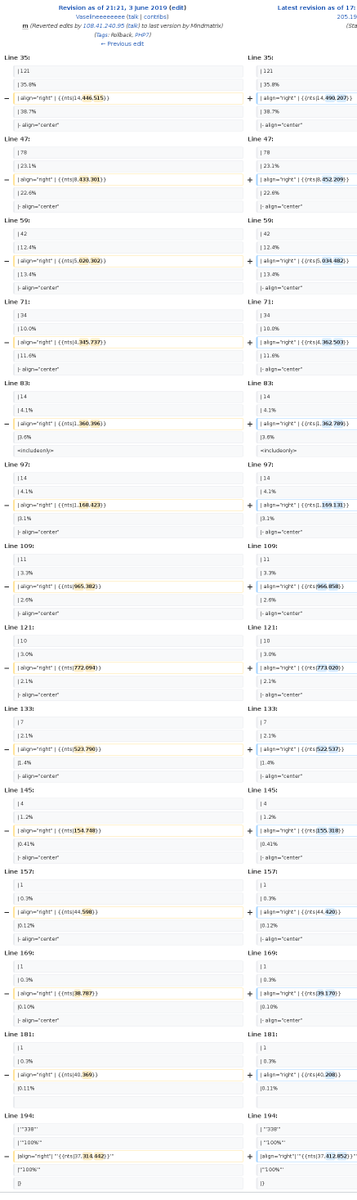 Revision as of 21:21, 3 June 2019 (edit)
Vaselineeeeeeee (talk | contribs)
m (Reverted edits by 108.41.240.95 (talk) to last version by Mindmatrix)
(Tags: Rollback, PHP7)
← Previous edit
Latest revision as of 17:
205.19
(Sta
Line 35:
Line 35:
| 121
| 121
| 35.8%
| 35.8%
− | align="right" | {{nts|14,446.515}}
+ | align="right" | {{nts|14,490.207}}
| 38.7%
| 38.7%
|- align="center"
|- align="center"
Line 47:
Line 47:
| 78
| 78
| 23.1%
| 23.1%
− | align="right" | {{nts|8,433.301}}
+ | align="right" | {{nts|8,452.209}}
| 22.6%
| 22.6%
|- align="center"
|- align="center"
Line 59:
Line 59:
| 42
| 42
| 12.4%
| 12.4%
− | align="right" | {{nts|5,020.302}}
+ | align="right" | {{nts|5,034.482}}
| 13.4%
| 13.4%
|- align="center"
|- align="center"
Line 71:
Line 71:
| 34
| 34
| 10.0%
| 10.0%
− | align="right" | {{nts|4,345.737}}
+ | align="right" | {{nts|4,362.503}}
| 11.6%
| 11.6%
|- align="center"
|- align="center"
Line 83:
Line 83:
| 14
| 14
| 4.1%
| 4.1%
− | align="right" | {{nts|1,360.396}}
+ | align="right" | {{nts|1,362.789}}
|3.6%
|3.6%
<includeonly>
<includeonly>
Line 97:
Line 97:
| 14
| 14
| 4.1%
| 4.1%
− | align="right" | {{nts|1,168.423}}
+ | align="right" | {{nts|1,169.131}}
|3.1%
|3.1%
|- align="center"
|- align="center"
Line 109:
Line 109:
| 11
| 11
| 3.3%
| 3.3%
− | align="right" | {{nts|965.382}}
+ | align="right" | {{nts|966.858}}
| 2.6%
| 2.6%
|- align="center"
|- align="center"
Line 121:
Line 121:
| 10
| 10
| 3.0%
| 3.0%
− | align="right" | {{nts|772.094}}
+ | align="right" | {{nts|773.020}}
| 2.1%
| 2.1%
|- align="center"
|- align="center"
Line 133:
Line 133:
| 7
| 7
| 2.1%
| 2.1%
− | align="right" | {{nts|523.790}}
+ | align="right" | {{nts|522.537}}
|1.4%
|1.4%
|- align="center"
|- align="center"
Line 145:
Line 145:
| 4
| 4
| 1.2%
| 1.2%
− | align="right" | {{nts|154.748}}
+ | align="right" | {{nts|155.318}}
|0.41%
|0.41%
|- align="center"
|- align="center"
Line 157:
Line 157:
| 1
| 1
| 0.3%
| 0.3%
− | align="right" | {{nts|44.598}}
+ | align="right" | {{nts|44.420}}
|0.12%
|0.12%
|- align="center"
|- align="center"
Line 169:
Line 169:
| 1
| 1
| 0.3%
| 0.3%
− | align="right" | {{nts|38.787}}
+ | align="right" | {{nts|39.170}}
|0.10%
|0.10%
|- align="center"
|- align="center"
Line 181:
Line 181:
| 1
| 1
| 0.3%
| 0.3%
− | align="right" | {{nts|40.369}}
+ | align="right" | {{nts|40.208}}
|0.11%
|0.11%
Line 194:
Line 194:
| '''338'''
| '''338'''
| '''100%'''
| '''100%'''
− |align="right"| '''{{nts|37,314.442}}'''
+ |align="right"| '''{{nts|37,412.852}}'''
|'''100%'''
|'''100%'''
|}
|}